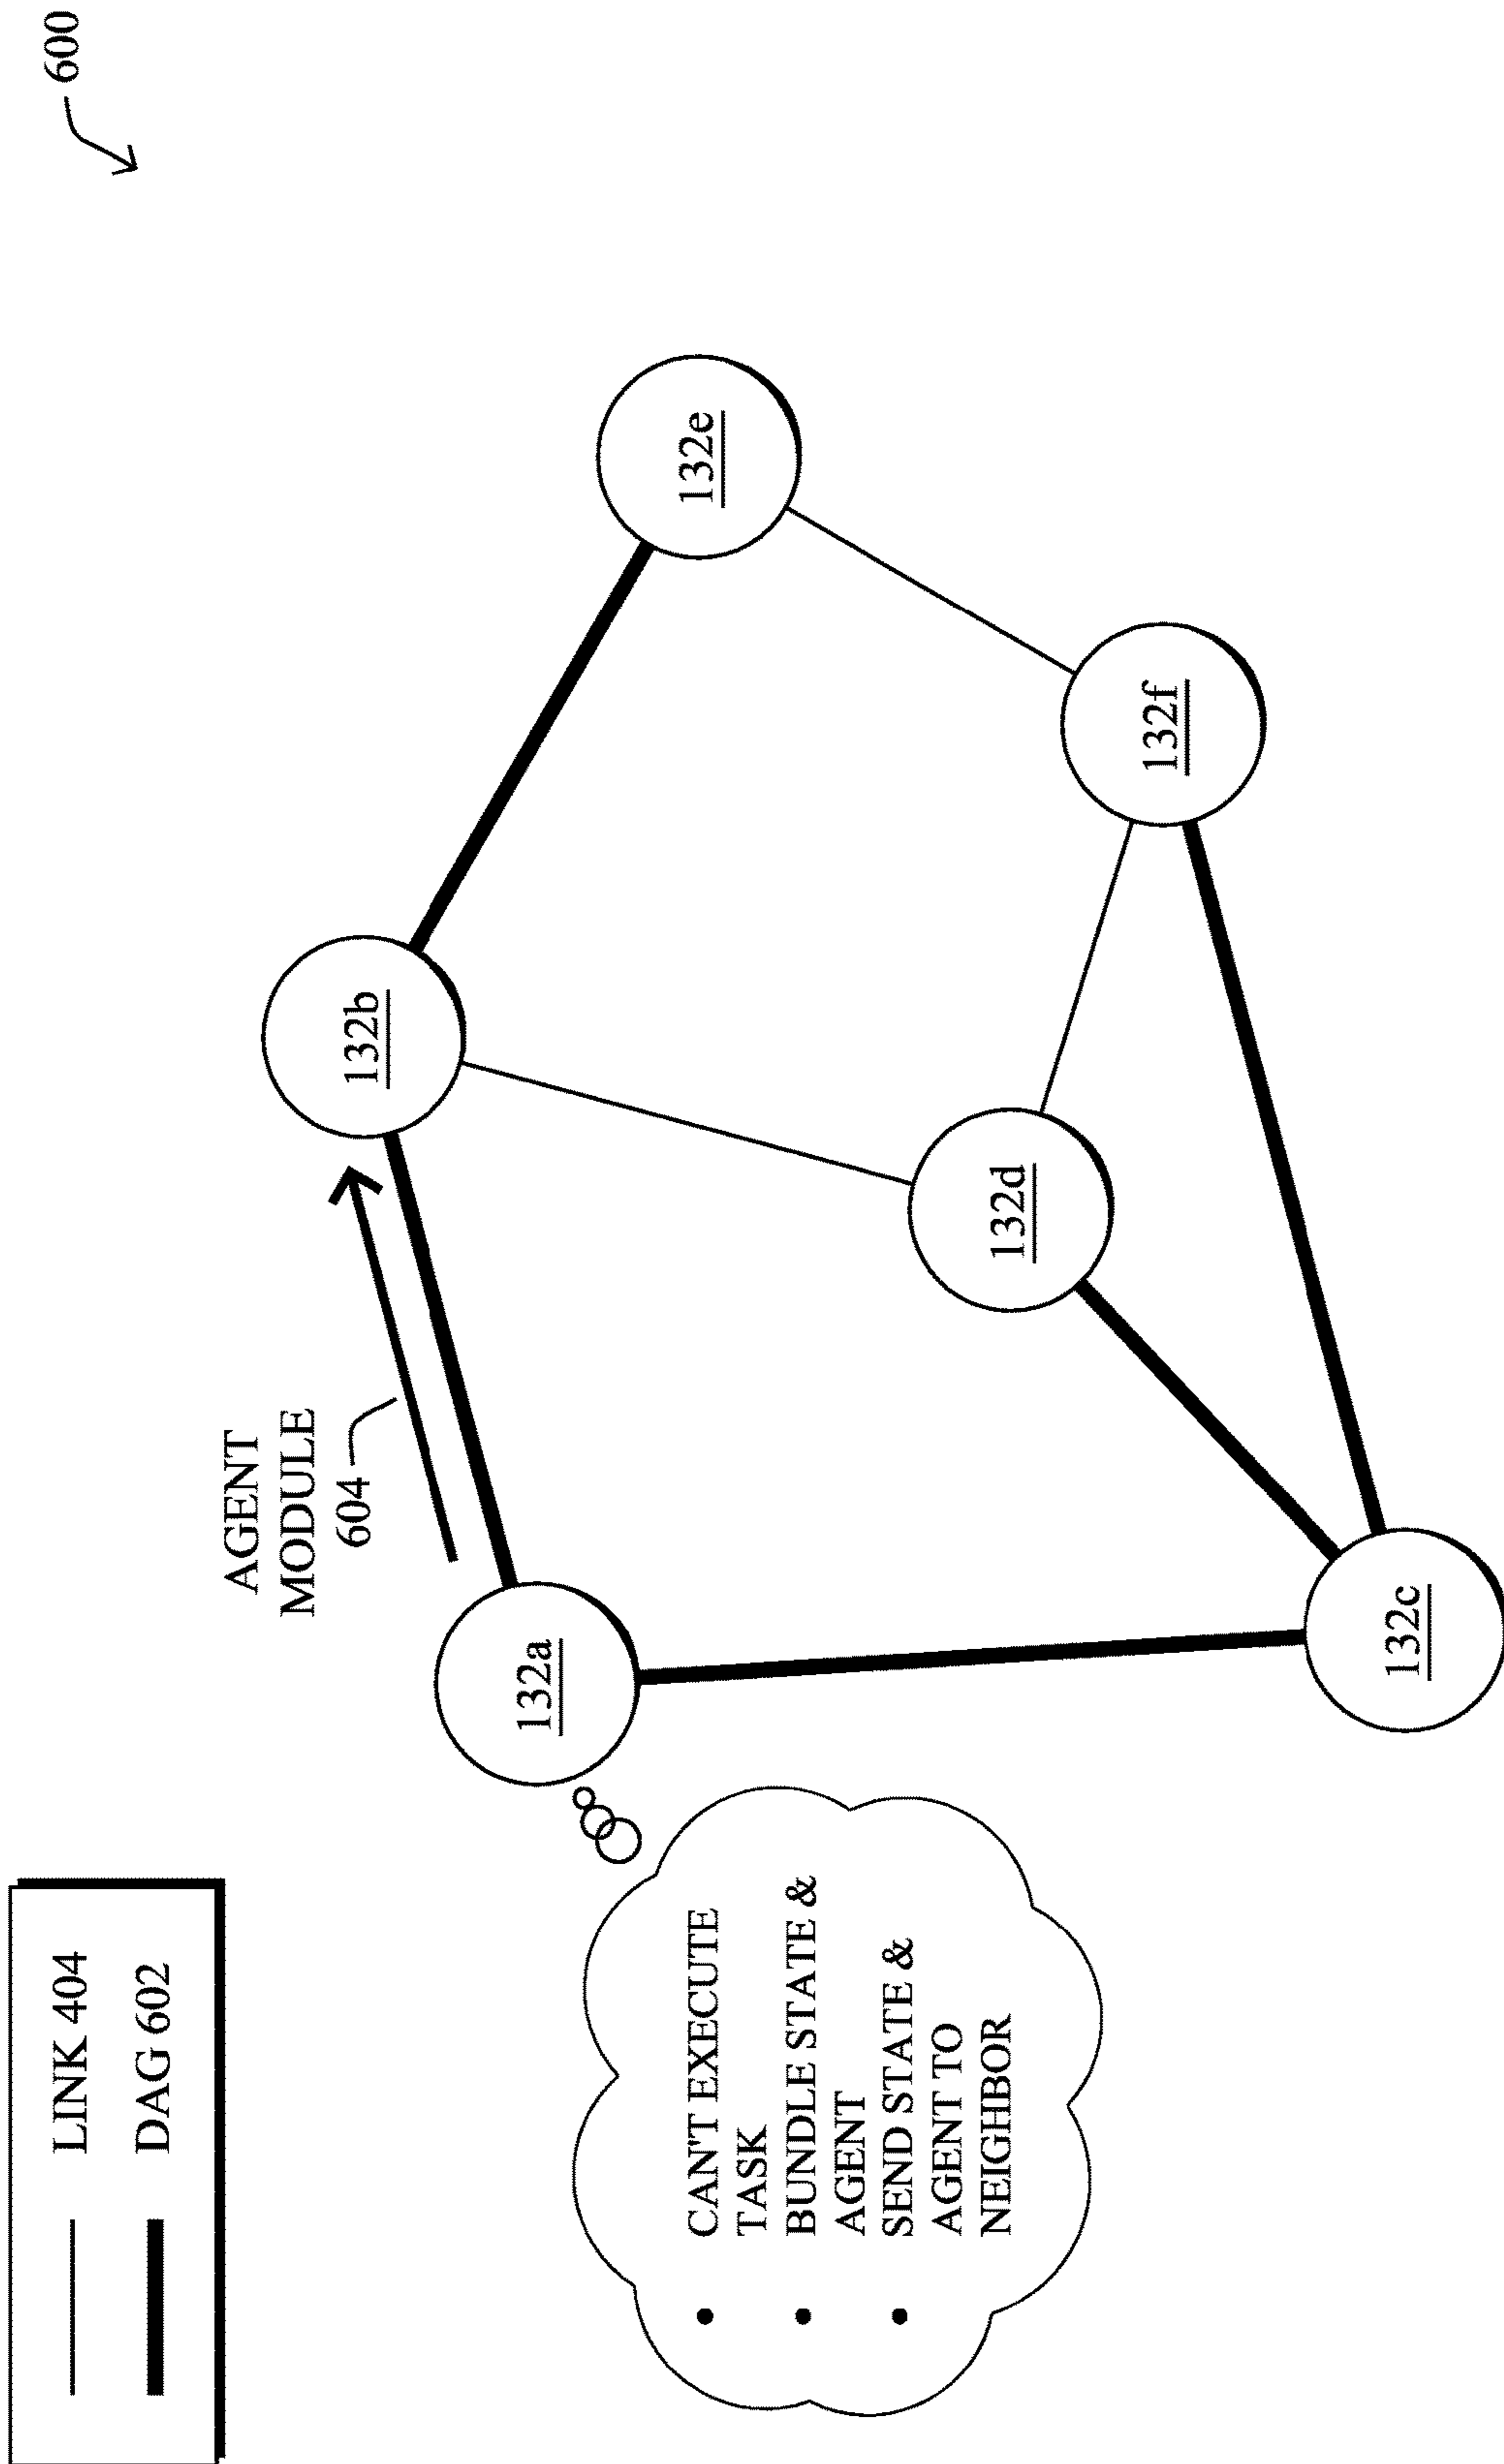 600
LINK 404
DAG 602
AGENT
MODULE
604
132a
132b
132c
132d
132e
132f
• CAN'T EXECUTE
TASK
• BUNDLE STATE &
AGENT
• SEND STATE &
AGENT TO
NEIGHBOR